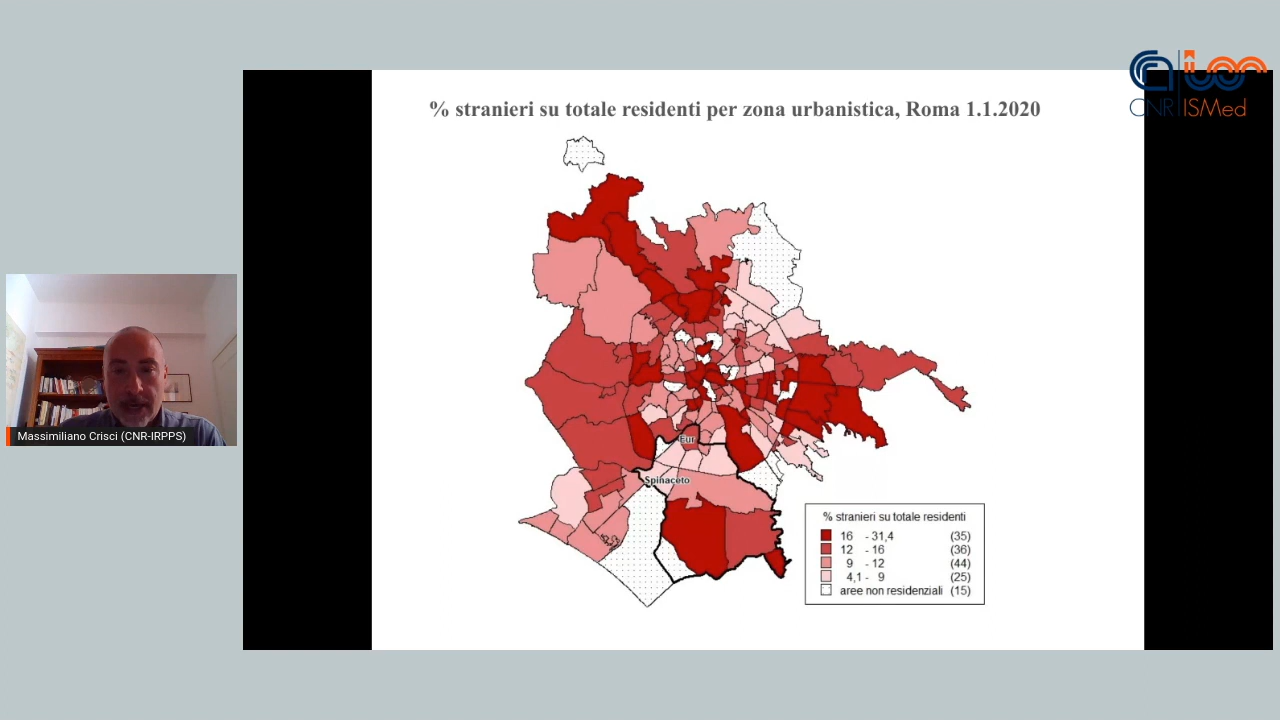 % stranieri su totale residenti per zona urbanistica, Roma 1.1.2020
CNR ISMed
Eur
Spinaceto
% stranieri su totale residenti
16 - 31,4 (35)
12 - 16 (36)
9 - 12 (44)
4,1 - 9 (25)
aree non residenziali (15)
Massimiliano Crisci (CNR-IRPPS)